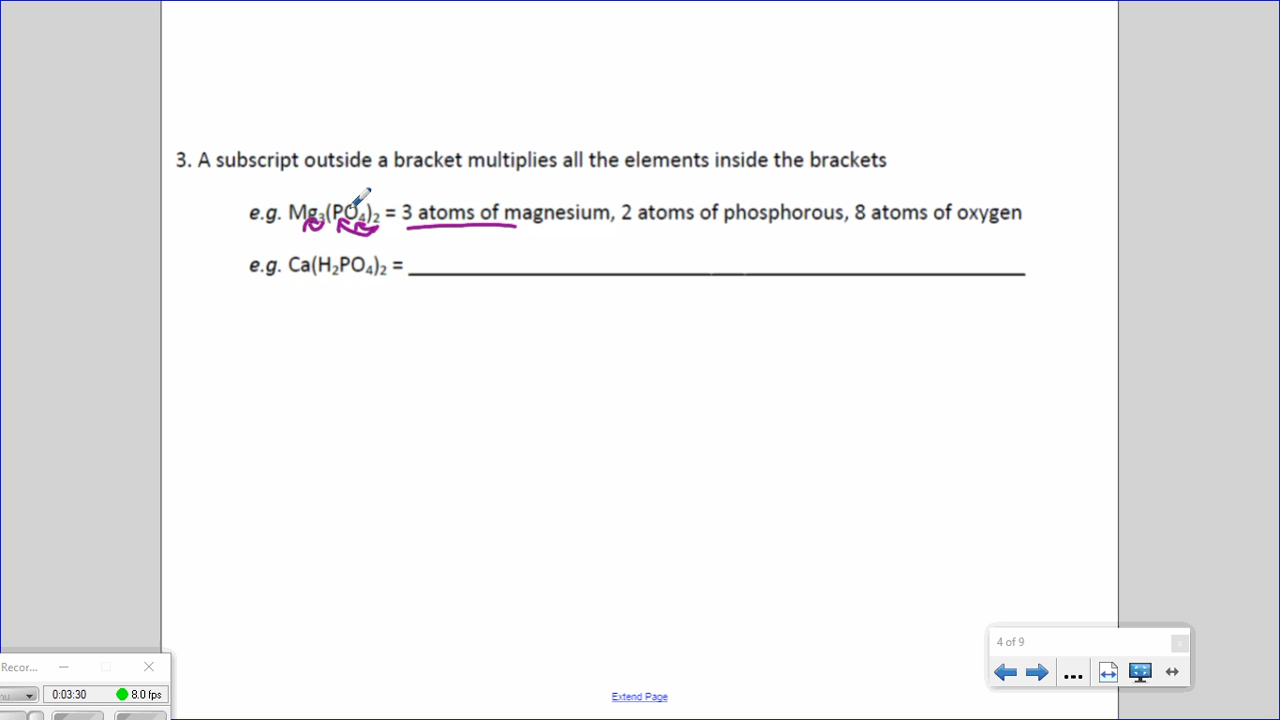 3. A subscript outside a bracket multiplies all the elements inside the brackets
e.g. Mg₃(PO₄)₂ = 3 atoms of magnesium, 2 atoms of phosphorous, 8 atoms of oxygen
e.g. Ca(H₂PO₄)₂ =
4 of 9
Recor...
0:03:30 8.0 fps
Extend Page